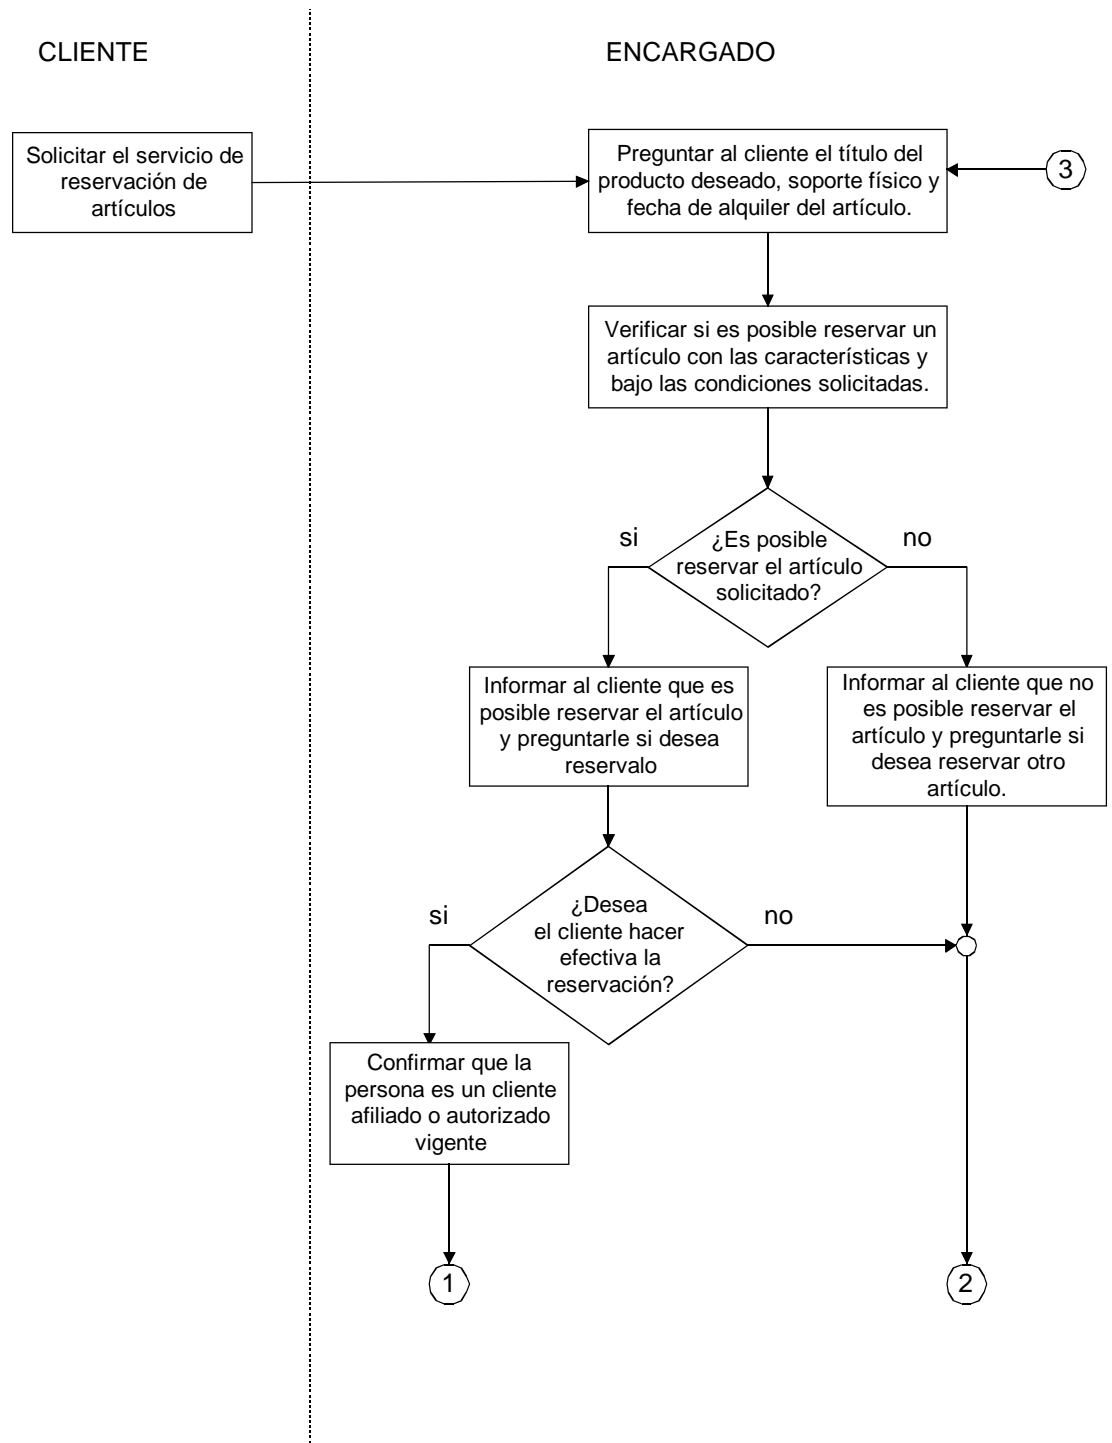 CLIENTE
ENCARGADO
Solicitar el servicio de
reservación de
artículos
Preguntar al cliente el título del
producto deseado, soporte físico y
fecha de alquiler del artículo.
3
Verificar si es posible reservar un
artículo con las característícas y
bajo las condiciones solicitadas.
si
¿Es posible
reservar el artículo
solicitado?
no
Informar al cliente que es
posible reservar el artículo
y preguntarle si desea
reservalo
Informar al cliente que no
es posible reservar el
artículo y preguntarle si
desea reservar otro
artículo.
si
¿Desea
el cliente hacer
efectiva la
reservación?
no
Confirmar que la
persona es un cliente
afiliado o autorizado
vigente
1
2